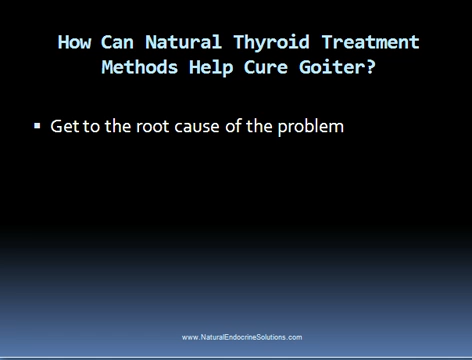 How Can Natural Thyroid Treatment
Methods Help Cure Goiter?
▪ Get to the root cause of the problem
www.NaturalEndocrineSolutions.com